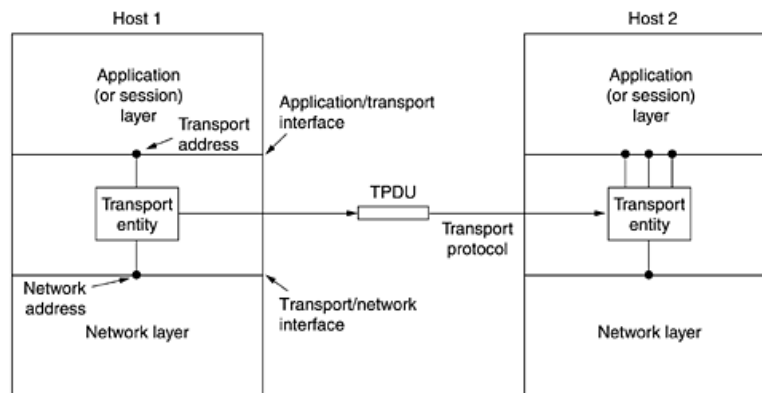 Host 1
Host 2
Application
(or session)
layer
Transport
address
Application/transport
interface
Application
(or session)
layer
Transport
entity
TPDU
Transport
protocol
Transport
entity
Network
address
Network layer
Transport/network
interface
Network layer